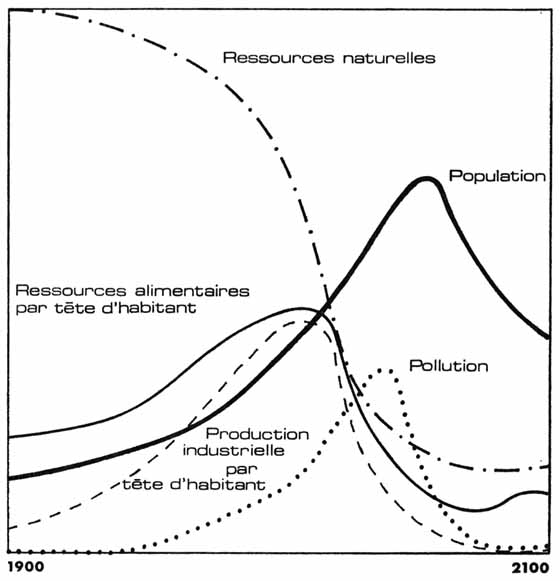 Ressources naturelles
Population
Ressources alimentaires
par tête d'habitant
Pollution
Production
industrielle
par
tête d'habitant
1900
2100